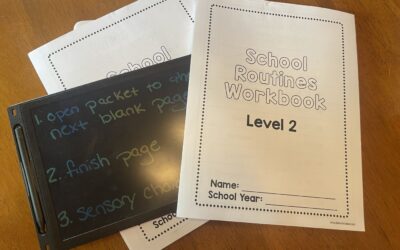 School
1. open packet to the
next blank page
2. finish page
3. sensory
School
Routines
Workbook
Level 2
Name:
School Year: